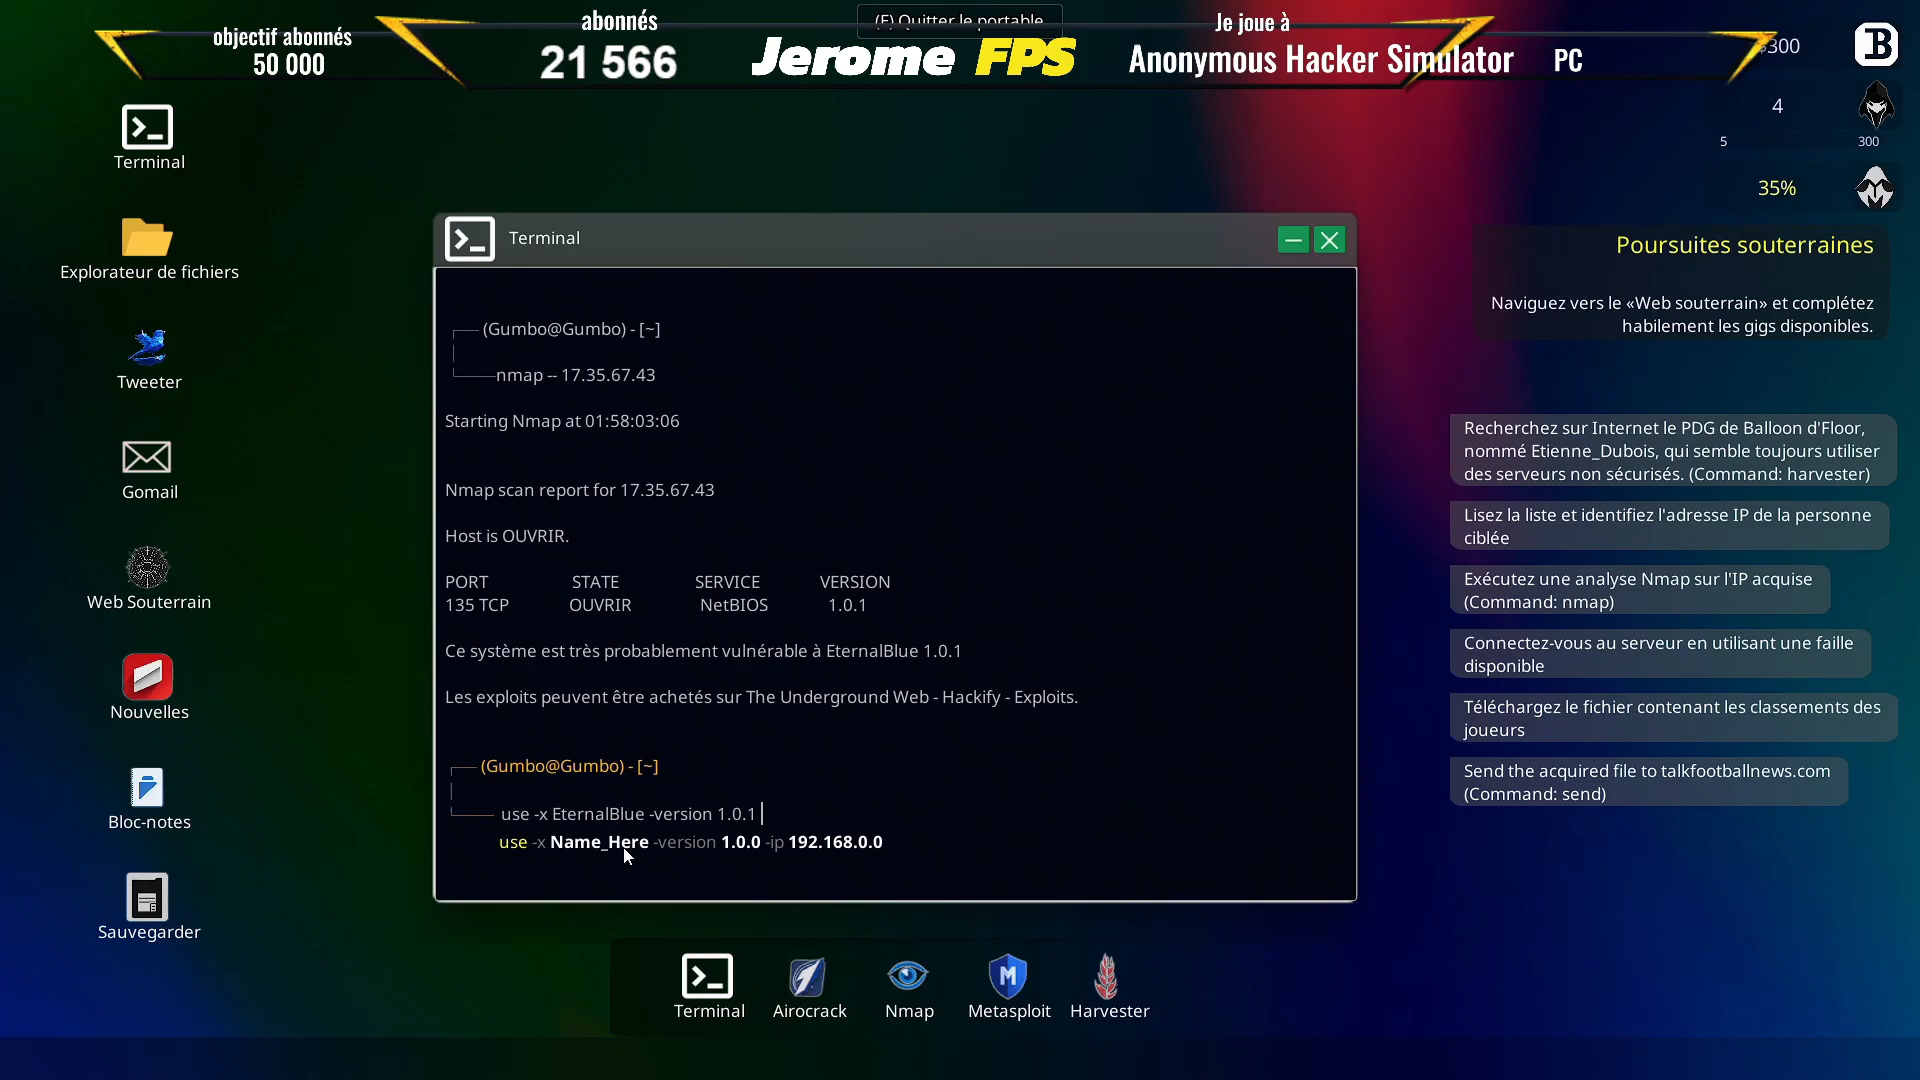 (E) Quitter le portable
objectif abonnés
50 000
abonnés
21 566
Jerome FPS
Je joue à
Anonymous Hacker Simulator
PC
300
B
4
5
300
35%
Poursuites souterraines
Naviguez vers le «Web souterrain» et complétez
habilement les gigs disponibles.
Recherchez sur Internet le PDG de Balloon d'Floor,
nommé Etienne_Dubois, qui semble toujours utiliser
des serveurs non sécurisés. (Command: harvester)
Lisez la liste et identifiez l'adresse IP de la personne
ciblée
Exécutez une analyse Nmap sur l'IP acquise
(Command: nmap)
Connectez-vous au serveur en utilisant une faille
disponible
Téléchargez le fichier contenant les classements des
joueurs
Send the acquired file to talkfootballnews.com
(Command: send)
Terminal
Explorateur de fichiers
Tweeter
Gomail
Web Souterrain
Nouvelles
Bloc-notes
Sauvegarder
Terminal
(Gumbo@Gumbo) - [~]
nmap -- 17.35.67.43
Starting Nmap at 01:58:03:06
Nmap scan report for 17.35.67.43
Host is OUVRIR.
PORT STATE SERVICE VERSION
135 TCP OUVRIR NetBIOS 1.0.1
Ce système est très probablement vulnérable à EternalBlue 1.0.1
Les exploits peuvent être achetés sur The Underground Web - Hackify - Exploits.
(Gumbo@Gumbo) - [~]
use -x EternalBlue -version 1.0.1
use -x Name_Here -version 1.0.0 -ip 192.168.0.0
Terminal
Airocrack
Nmap
M
Metasploit
Harvester